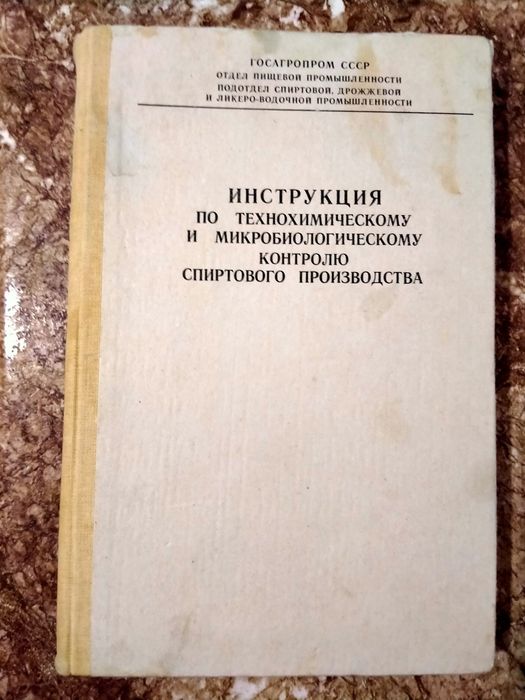 ГОСАГРОПРОМ СССР
ОТДЕЛ ПИЩЕВОЙ ПРОМЫШЛЕННОСТИ
ПОДОТДЕЛ СПИРТОВОЙ, ДРОЖЖЕВОЙ
И ЛИКЕРО-ВОДОЧНОЙ ПРОМЫШЛЕННОСТИ
ИНСТРУКЦИЯ
ПО ТЕХНОХИМИЧЕСКОМУ
И МИКРОБИОЛОГИЧЕСКОМУ
КОНТРОЛЮ
СПИРТОВОГО ПРОИЗВОДСТВА